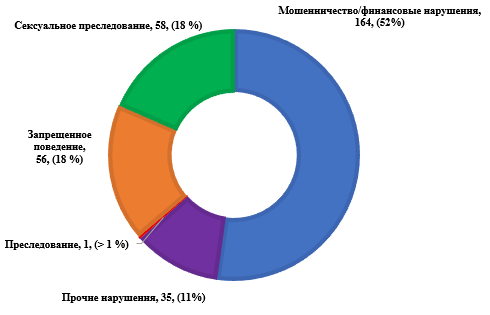 Мошенничество/финансовые нарушения,
164, (52%)
Сексуальное преследование, 58, (18 %)
Запрещенное
поведение,
56, (18 %)
Преследование, 1, (> 1 %)
Прочне нарушения, 35, (11%)